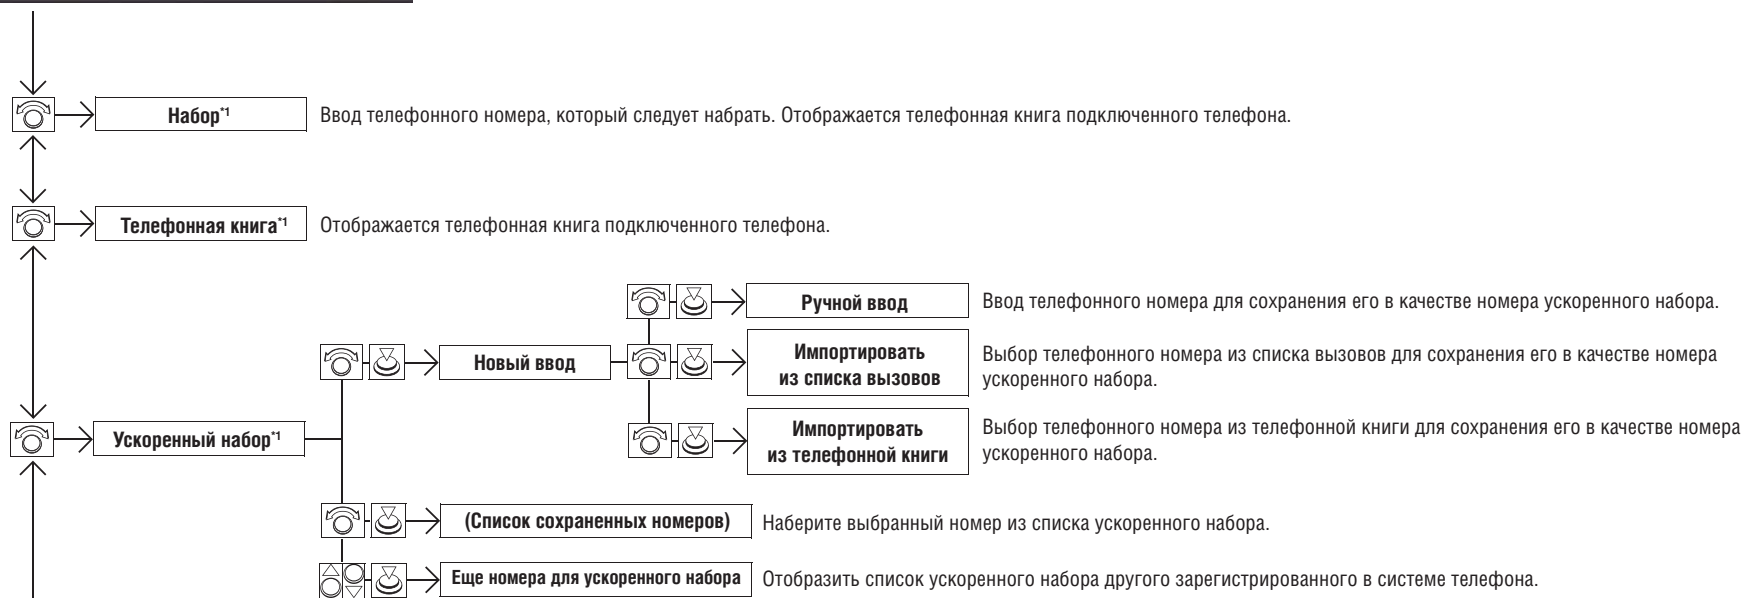 Набор*1
Ввод телефонного номера, который следует набрать. Отображается телефонная книга подключенного телефона.
Телефонная книга*1
Отображается телефонная книга подключенного телефона.
Ручной ввод
Ввод телефонного номера для сохранения его в качестве номера ускоренного набора.
Новый ввод
Импортировать
из списка вызовов
Выбор телефонного номера из списка вызовов для сохранения его в качестве номера
ускоренного набора.
Ускоренный набор*1
Импортировать
из телефонной книги
Выбор телефонного номера из телефонной книги для сохранения его в качестве номера
ускоренного набора.
(Список сохраненных номеров)
Наберите выбранный номер из списка ускоренного набора.
Еще номера для ускоренного набора
Отобразить список ускоренного набора другого зарегистрированного в системе телефона.